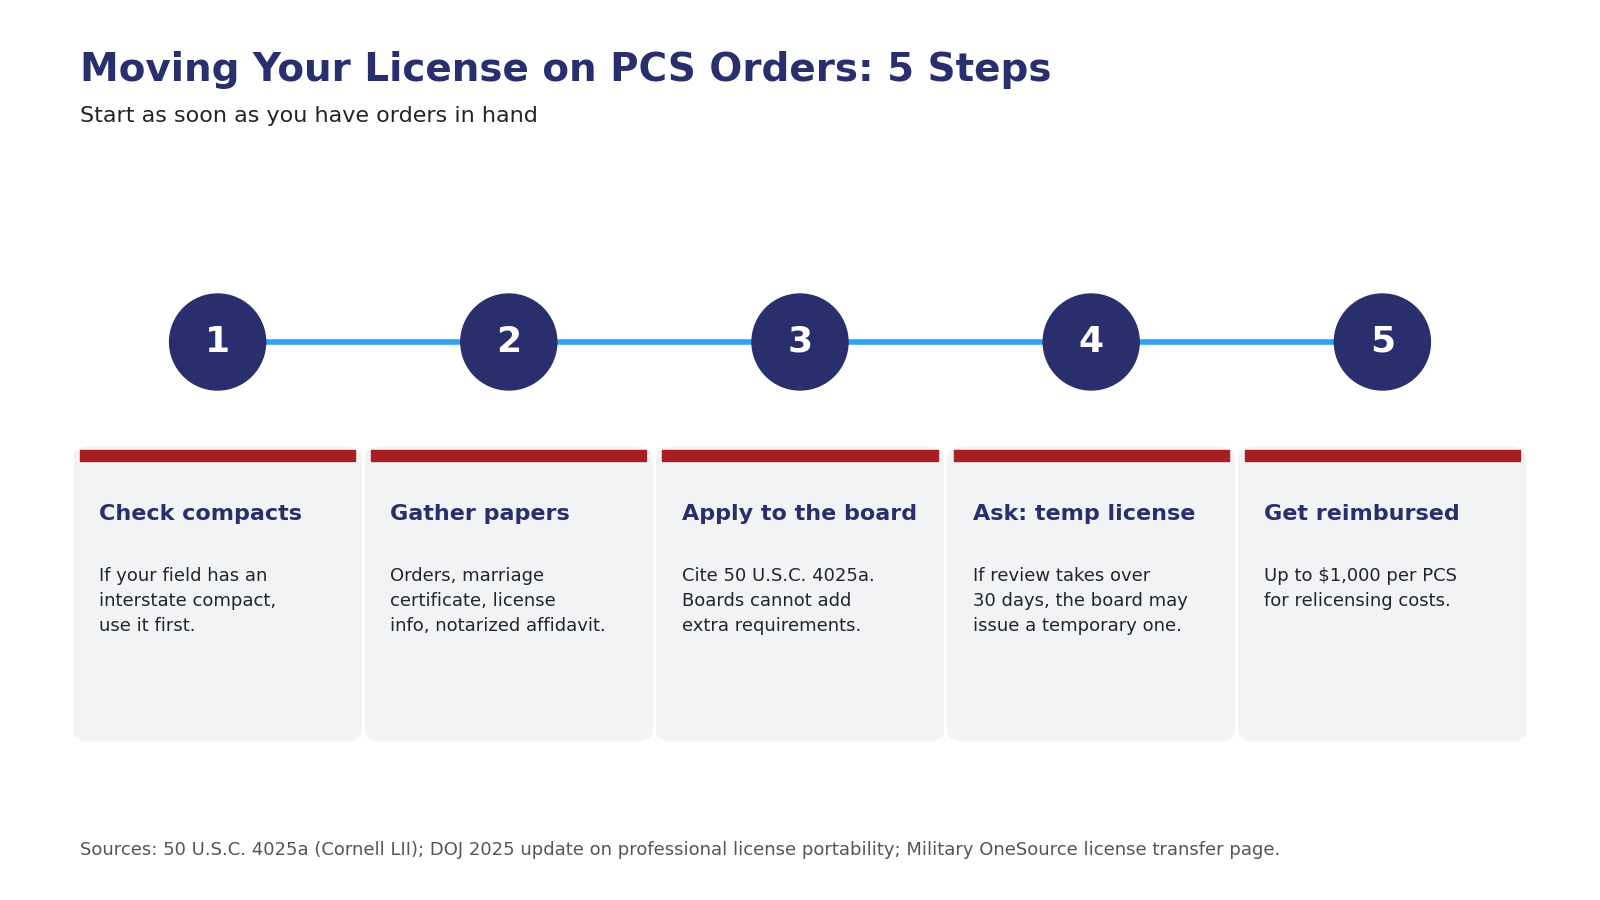 Moving Your License on PCS Orders: 5 Steps
Start as soon as you have orders in hand
1
2
3
4
5
Check compacts
If your field has an
interstate compact,
use it first.
Gather papers
Orders, marriage
certificate, license
info, notarized affidavit.
Apply to the board
Cite 50 U.S.C. 4025a.
Boards cannot add
extra requirements.
Ask: temp license
If review takes over
30 days, the board may
issue a temporary one.
Get reimbursed
Up to $1,000 per PCS
for relicensing costs.
Sources: 50 U.S.C. 4025a (Cornell LII); DOJ 2025 update on professional license portability; Military OneSource license transfer page.